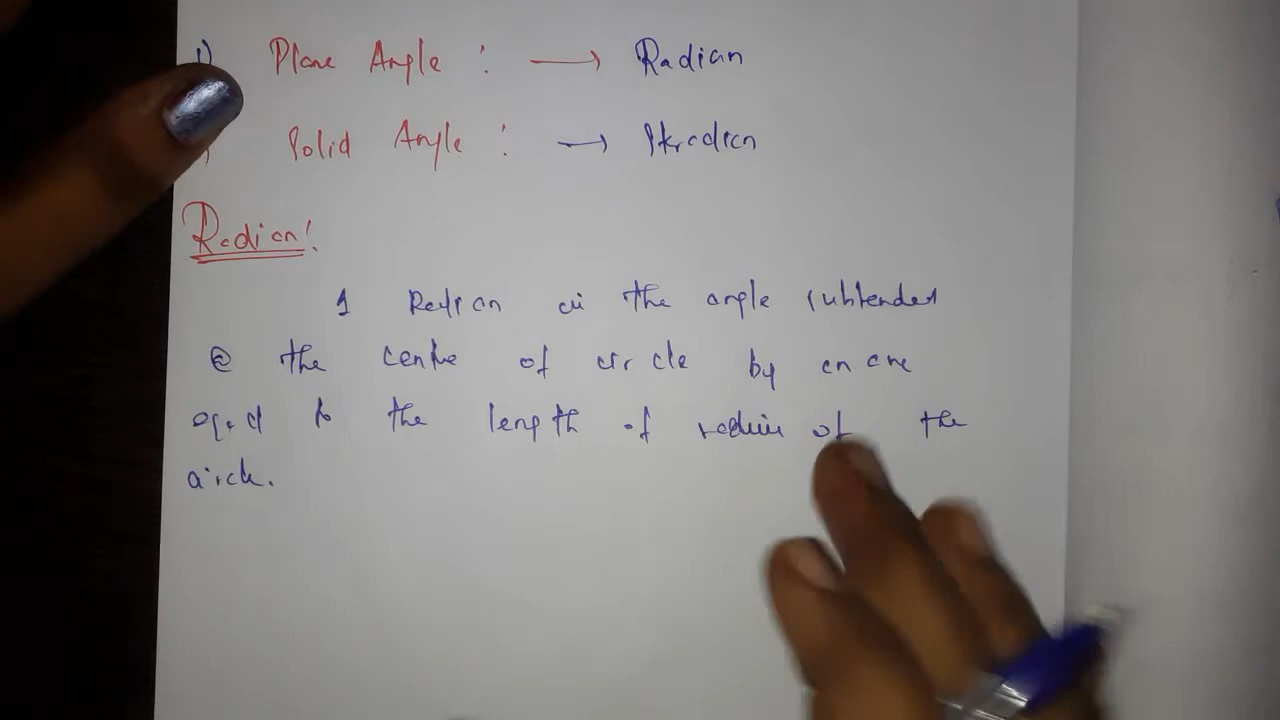 1) Plane Angle : → Radian
Solid Angle : → Steradian
Radian!
1 Radian is the angle subtended
@ the centre of circle by an arc
equal to the length of radius of the
circle.